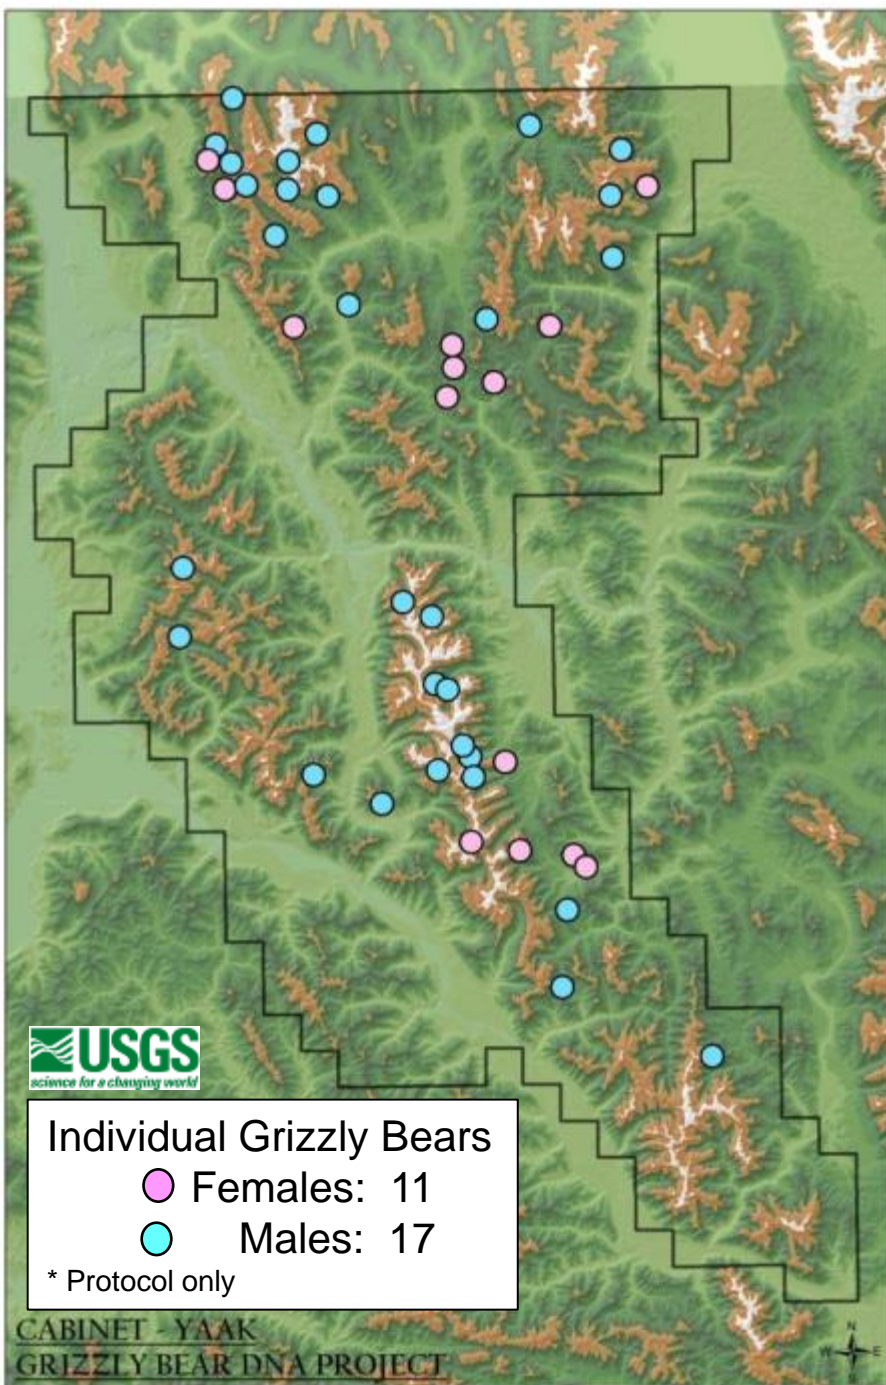 USGS
science for a changing world
Individual Grizzly Bears
Females: 11
Males: 17
* Protocol only
CABINET - YAAK
GRIZZLY BEAR DNA PROJECT
N
W E